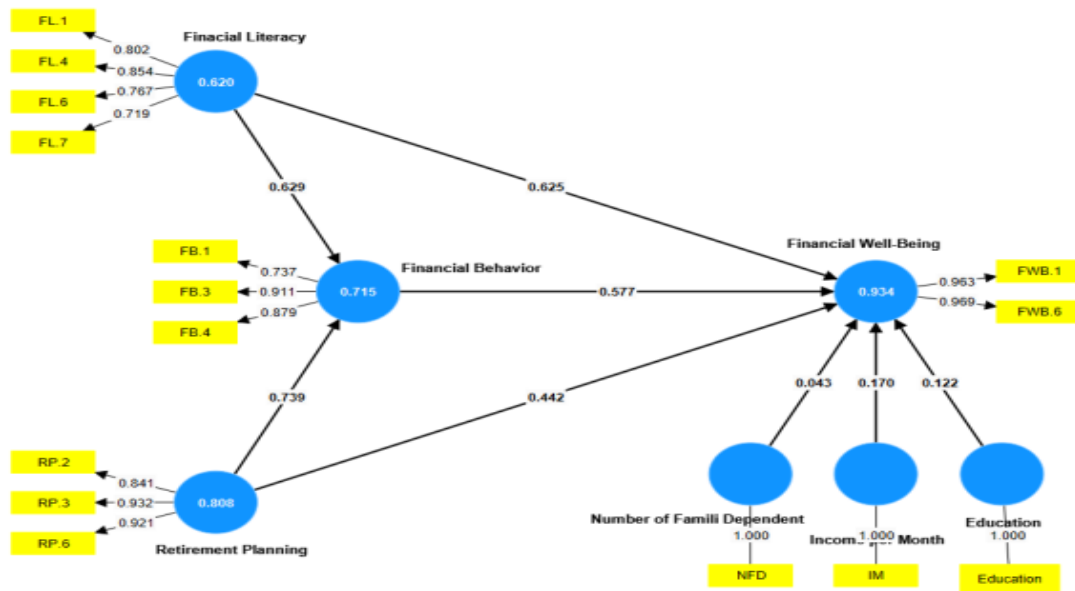 FL.1
Finacial Literacy
0.802
FL.4
0.854
0.620
0.767
FL.6
0.719
FL.7
0.629
0.625
Financial Well-Being
FB.1
Financial Behavior
0.737
FB.3
0.911
0.715
0.577
0.934
0.963
FWB.1
0.879
0.969
FWB.6
FB.4
0.739
0.442
0.043
0.170
0.122
RP.2
0.841
RP.3
0.932
0.808
0.921
RP.6
Retirement Planning
Number of Famili Dependent
Education
1.000
1.000
1.000
Month
NFD
IM
Education